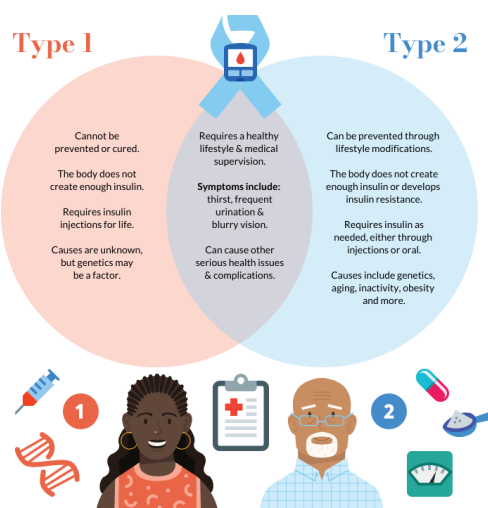 Type 1
Type 2
Cannot be
prevented or cured.
The body does not
create enough insulin.
Requires insulin
injections for life.
Causes are unknown,
but genetics may
be a factor.
Requires a healthy
lifestyle & medical
supervision.
Symptoms include:
thirst, frequent
urination &
blurry vision.
Can cause other
serious health issues
& complications.
Can be prevented through
lifestyle modifications.
The body does not create
enough insulin or develops
insulin resistance.
Requires insulin as
needed, either through
injections or oral.
Causes include genetics,
aging, inactivity, obesity
and more.
1
2